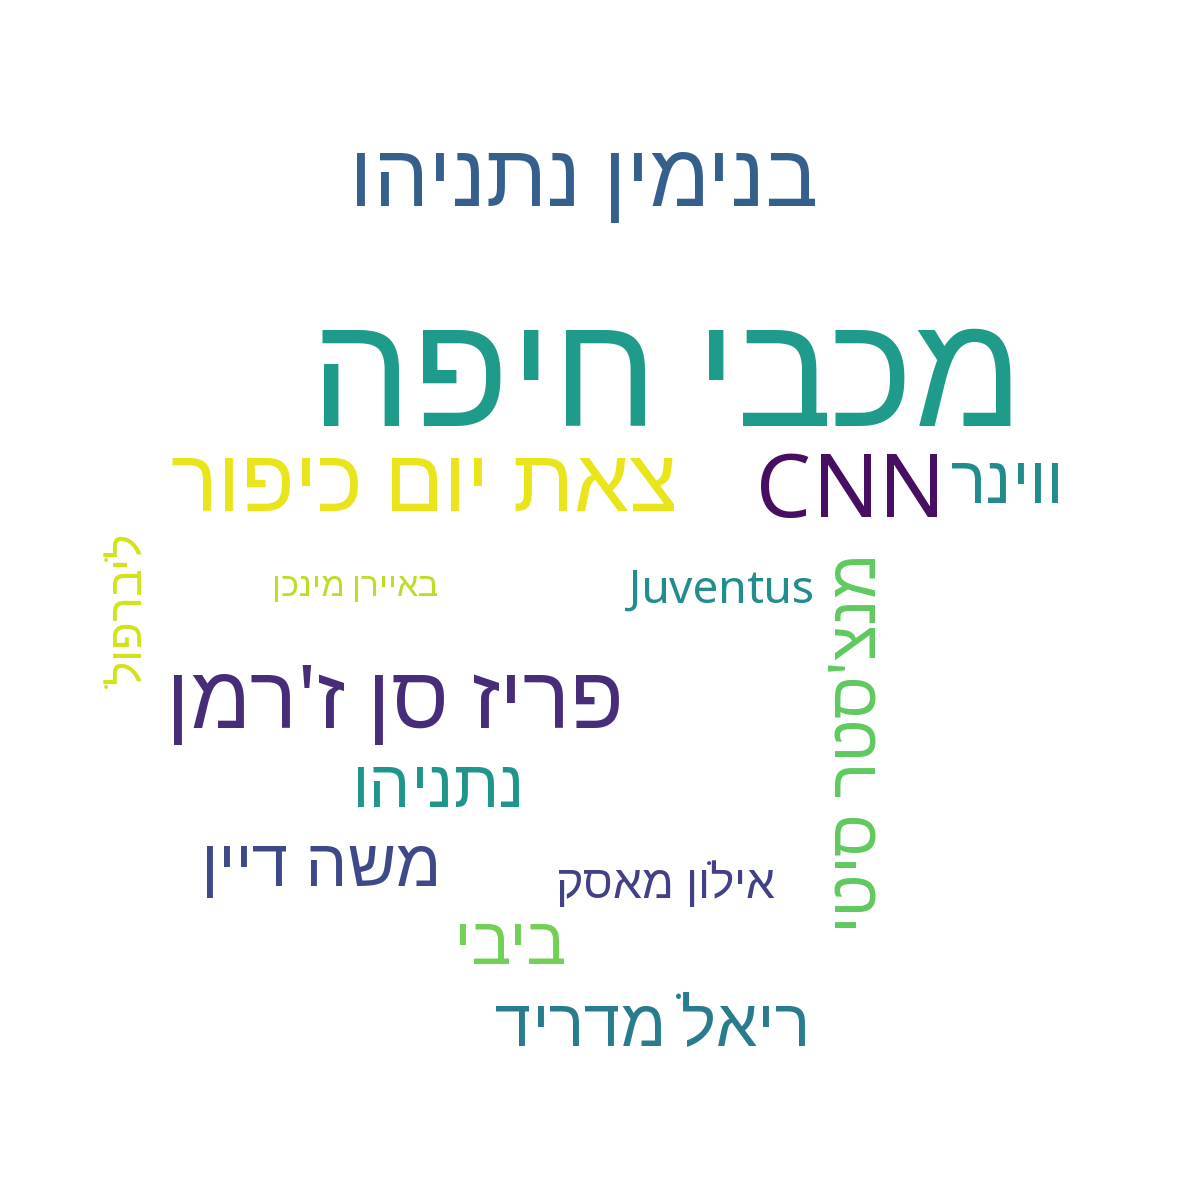 בנימין נתניהו
מכבי חיפה
צאת יום כיפור
CNN
ווינר
ליברפול
באיירן מינכן
Juventus
מנצ'סטר סיטי
פריז סן ז'רמן
נתניהו
משה דיין
אילון מאסק
ביבי
ריאל מדריד